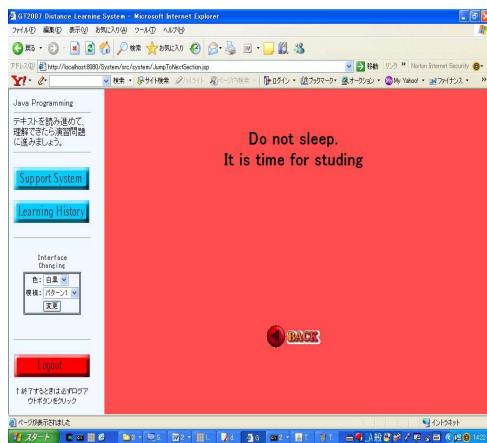 GT2007 Distance Learning System - Microsoft Internet Explorer
ファイル(F) 編集(E) 表示(V) お気に入り(A) ツール(T) ヘルプ(H)
戻る 検索 お気に入り
アドレス(D) http://localhost:8080/System/src/system/JumpToNextSection.jsp 移動 リンク Norton Internet Security
Y! 検索 ログイン ブックマーク オークション My Yahoo! ファイナンス
Java Programming
テキストを読み進めて、
理解できたら演習問題
に進みましょう。
Support System
Learning History
Interface
Changing
色: 白黒
模様: パターン1
変更
Logout
↑終了するときは必ずログア
ウトボタンをクリック
Do not sleep.
It is time for studing
BACK
ページが表示されました
イントラネット
スタート